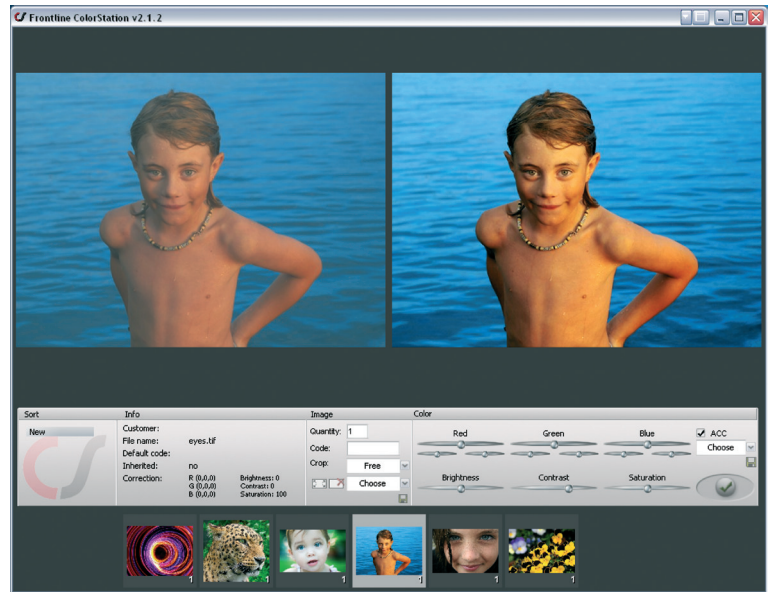 Frontline ColorStation v2.1.2
Sort
New
Info
Customer:
File name: eyes.tif
Default code:
Inherited: no
Correction: R (0,0,0) Brightness: 0
G (0,0,0) Contrast: 0
B (0,0,0) Saturation: 100
Image
Quantity: 1
Code:
Crop: Free
Choose
Color
Red Green Blue ACC
Choose
Brightness Contrast Saturation
1 1 1 1 1 1